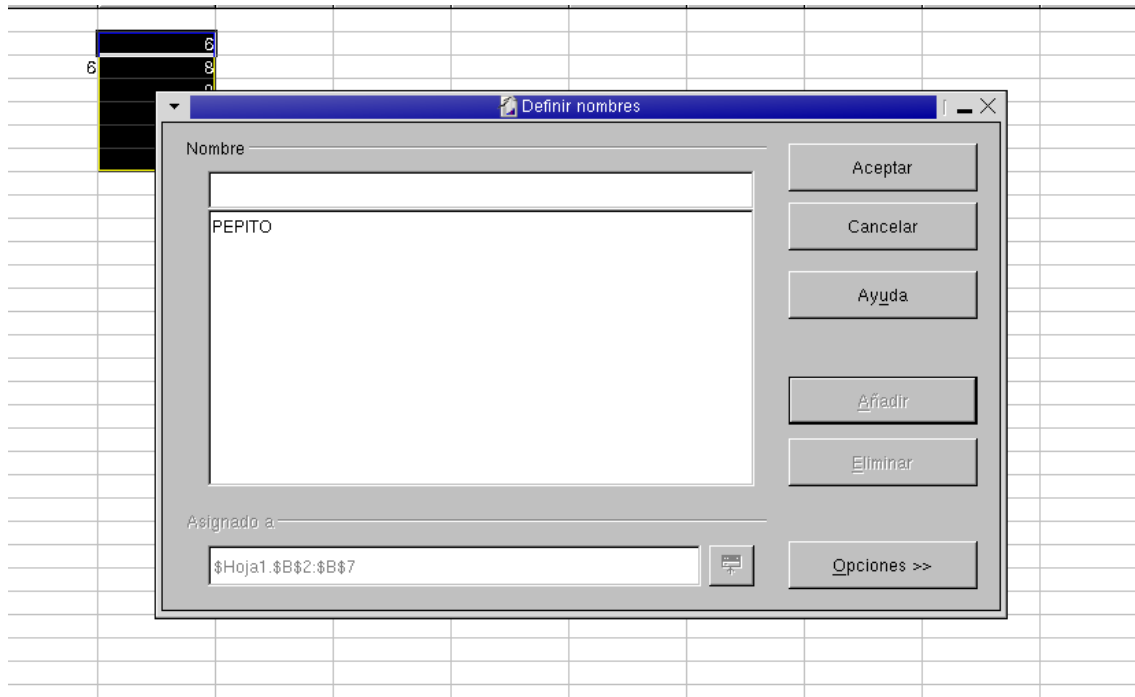 6
6 8
Definir nombres
Nombre
Aceptar
PEPITO
Cancelar
Ayuda
Añadir
Eliminar
Asignado a
$Hoja1.$B$2:$B$7
Opciones >>